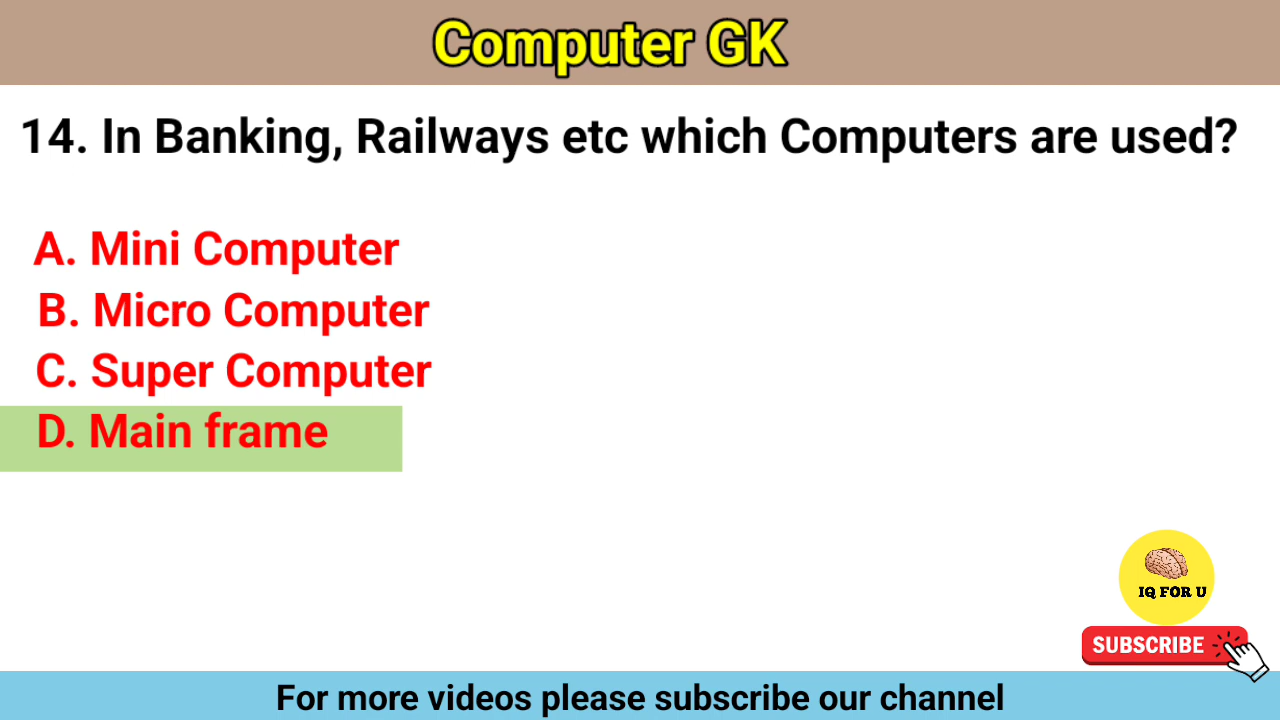 Computer GK
14. In Banking, Railways etc which Computers are used?
A. Mini Computer
B. Micro Computer
C. Super Computer
D. Main frame
IQ FOR U
SUBSCRIBE
For more videos please subscribe our channel